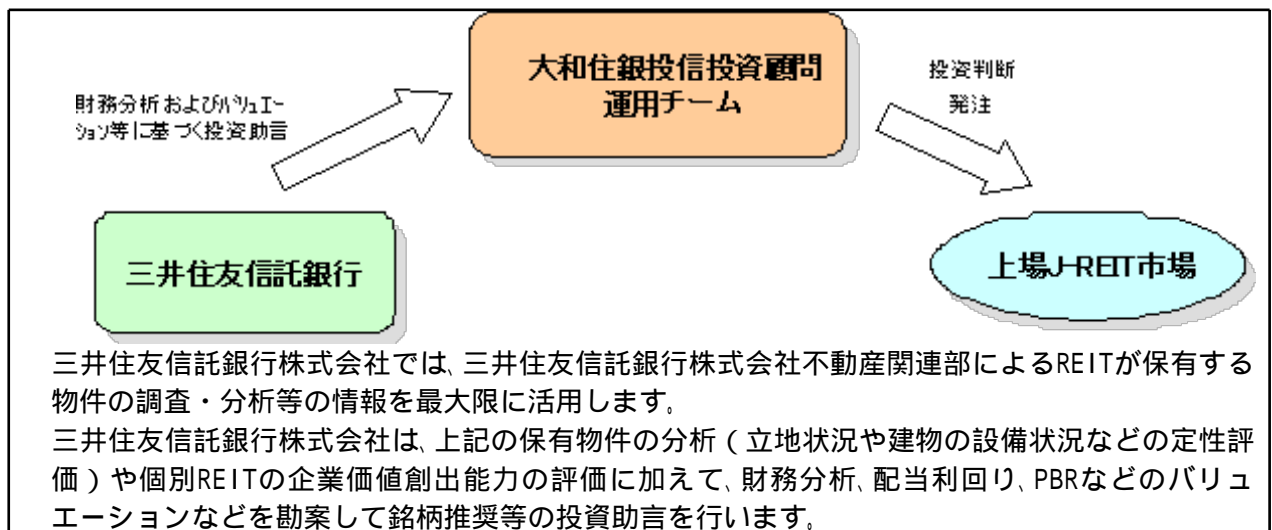 大和住銀投信投資顧問
運用チーム
投資判断
発注
財務分析およびバリュエー
ション等に基づく投資助言
三井住友信託銀行
上場J-REIT市場
三井住友信託銀行株式会社では、三井住友信託銀行株式会社不動産関連部によるREITが保有する
物件の調査・分析等の情報を最大限に活用します。
三井住友信託銀行株式会社は、上記の保有物件の分析（立地状況や建物の設備状況などの定性評
価）や個別REITの企業価値創出能力の評価に加えて、財務分析、配当利回り、PBRなどのバリュ
エーションなどを勘案して銘柄推奨等の投資助言を行います。